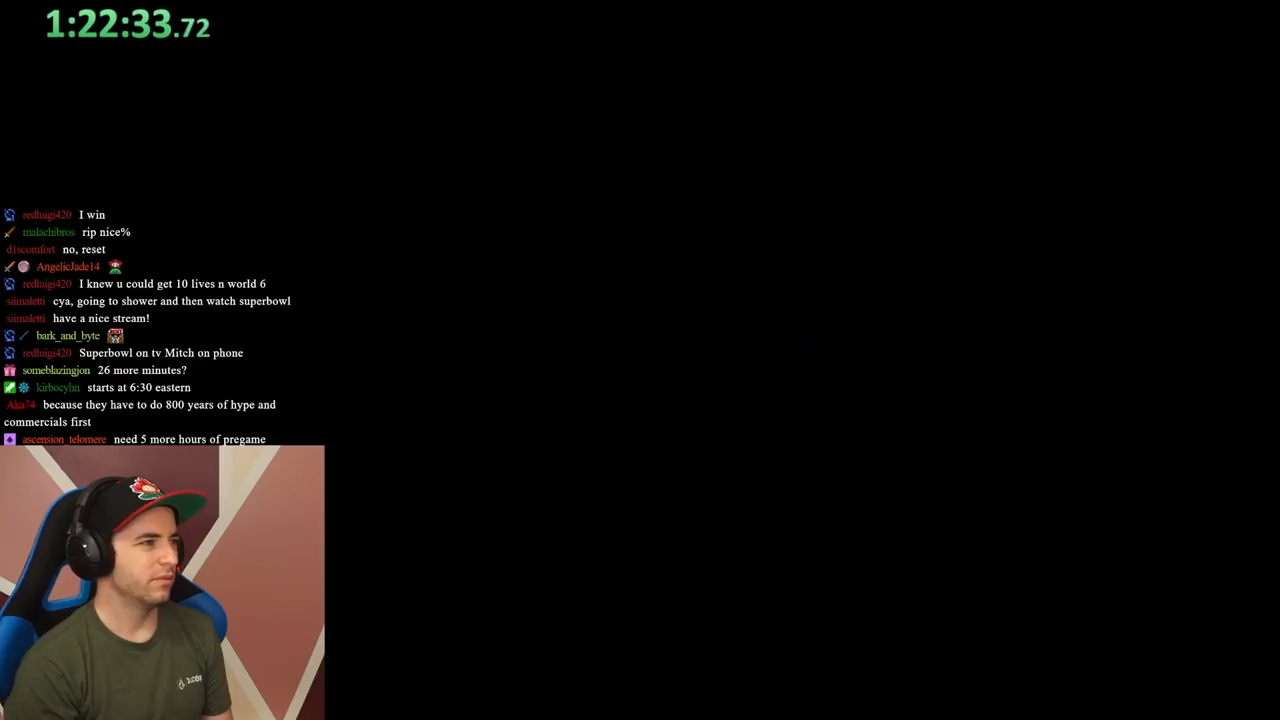 1:22:33.72
redluigi420 I win
malachibros rip nice%
d1scomfort no, reset
AngelicJade14
redluigi420 I knew u could get 10 lives n world 6
siimaletti cya, going to shower and then watch superbowl
siimaletti have a nice stream!
bark_and_byte
redluigi420 Superbowl on tv Mitch on phone
someblazingjon 26 more minutes?
kirbocyhn starts at 6:30 eastern
Aka74 because they have to do 800 years of hype and
commercials first
ascension_telomere need 5 more hours of pregame